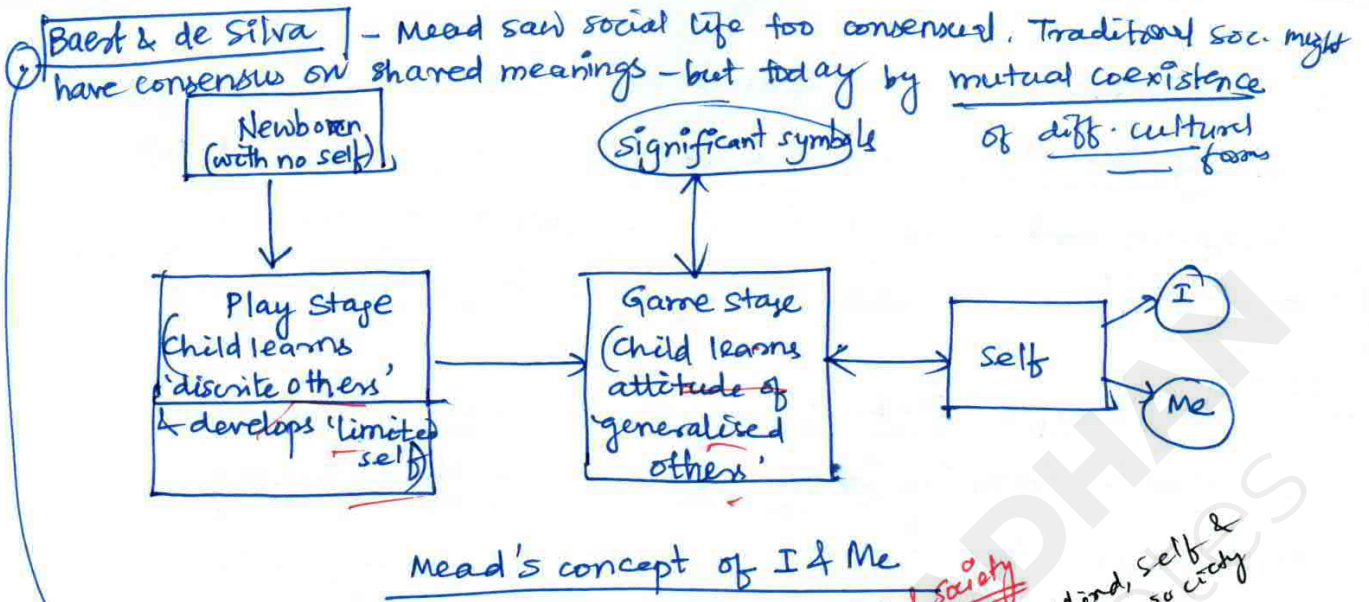 Baert & de Silva - Mead saw social life too consensual. Traditional soc. might
have consensus on shared meanings - but today by mutual coexistence
of diff. cultural forms
Newborn
(with no self)
significant symbols
Play stage
(Child learns
'discrite others'
& develops 'limited
self)
Game stage
(Child learns
attitude of
'generalised
others'
self
I
Me
Mead's concept of I & Me
society
Mind, self &
society
ADHAN